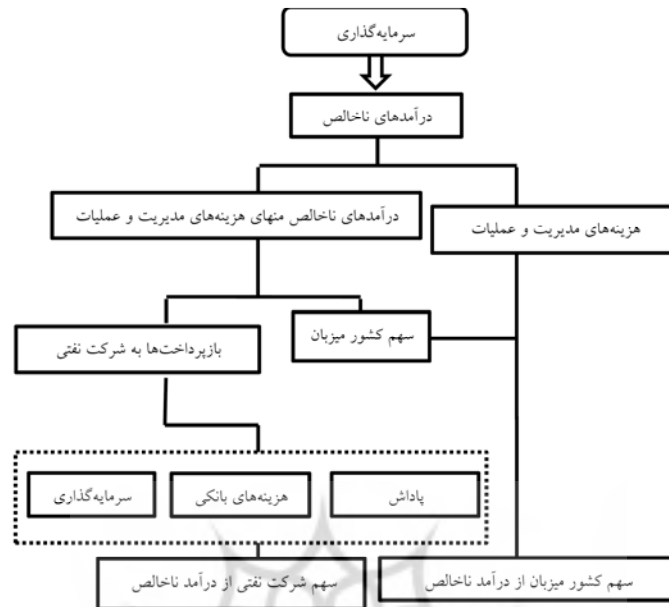 سرمایه‌گذاری
درآمدهای ناخالص
درآمدهای ناخالص منهای هزینه‌های مدیریت و عملیات
هزینه‌های مدیریت و عملیات
سهم کشور میزبان
بازپرداخت‌ها به شرکت نفتی
پاداش
هزینه‌های بانکی
سرمایه‌گذاری
سهم کشور میزبان از درآمد ناخالص
سهم شرکت نفتی از درآمد ناخالص